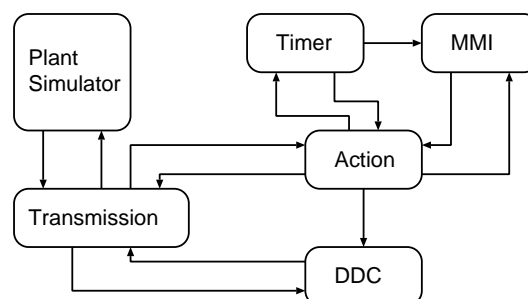 Timer
MMI
Plant
Simulator
Action
Transmission
DDC